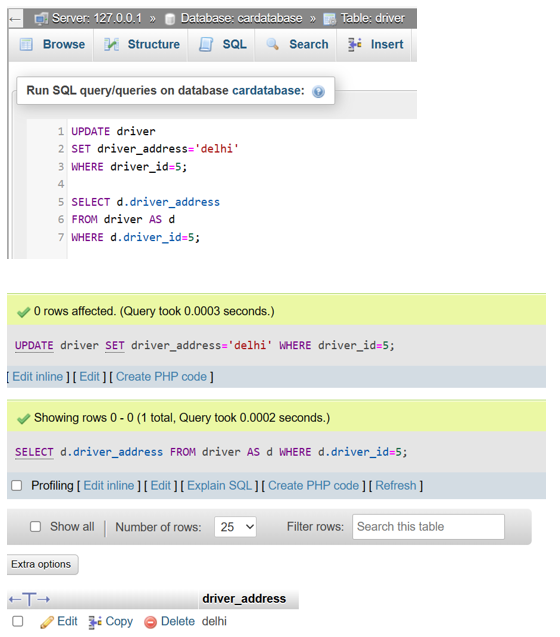 Server: 127.0.0.1 » Database: cardatabase » Table: driver
Browse Structure SQL Search Insert
Run SQL query/queries on database cardatabase:
1 UPDATE driver
2 SET driver_address='delhi'
3 WHERE driver_id=5;
4
5 SELECT d.driver_address
6 FROM driver AS d
7 WHERE d.driver_id=5;
0 rows affected. (Query took 0.0003 seconds.)
UPDATE driver SET driver_address='delhi' WHERE driver_id=5;
[ Edit inline ] [ Edit ] [ Create PHP code ]
Showing rows 0 - 0 (1 total, Query took 0.0002 seconds.)
SELECT d.driver_address FROM driver AS d WHERE d.driver_id=5;
Profiling [ Edit inline ] [ Edit ] [ Explain SQL ] [ Create PHP code ] [ Refresh ]
Show all | Number of rows: 25 Filter rows: Search this table
Extra options
←T→ driver_address
Edit Copy Delete delhi